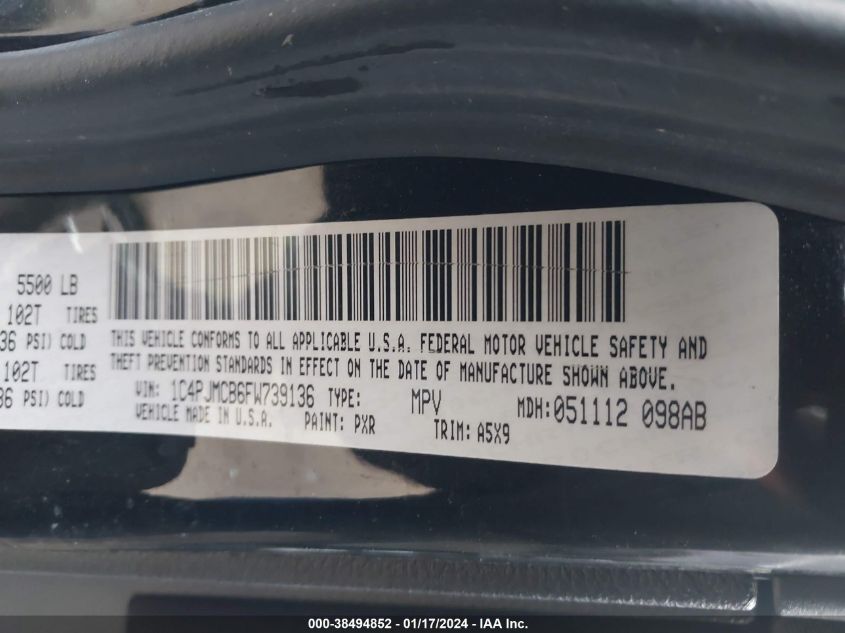 5500 LB
102T TIRES
36 PSI) COLD
102T TIRES
36 PSI) COLD
THIS VEHICLE CONFORMS TO ALL APPLICABLE U.S.A. FEDERAL MOTOR VEHICLE SAFETY AND
THEFT PREVENTION STANDARDS IN EFFECT ON THE DATE OF MANUFACTURE SHOWN ABOVE.
VIN: 1C4PJMCB6FW739136 TYPE: MPV MDH:051112 098AB
VEHICLE MADE IN U.S.A. PAINT: PXR TRIM: A5X9
000-38494852 - 01/17/2024 - IAA Inc.